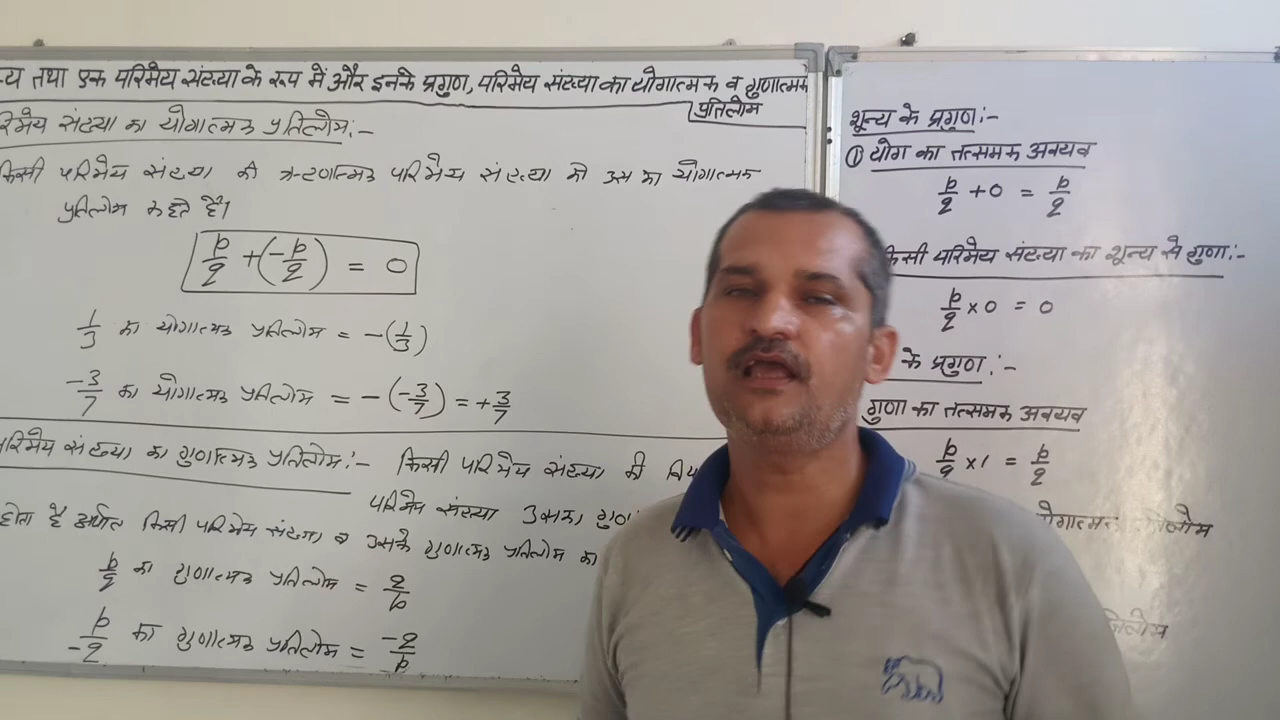 तथा एक परिमेय संख्या के रूप में और इनके प्रगुण, परिमेय संख्या का योगात्मक व गुणात्मक
प्रतिलोम
संख्या का योगात्मक प्रतिलोम:-
किसी परिमेय संख्या की ऋणात्मक परिमेय संख्या को उस का योगात्मक
प्रतिलोम कहते हैं।
p/q + (-p/q) = 0
1/3 का योगात्मक प्रतिलोम = -(1/3)
-3/7 का योगात्मक प्रतिलोम = -(-3/7) = +3/7
परिमेय संख्या का गुणात्मक प्रतिलोम:- किसी परिमेय संख्या की
परिमेय संख्या उसका
होता है अर्थात किसी परिमेय संख्या व उसके गुणात्मक प्रतिलोम का
p/q का गुणात्मक प्रतिलोम = q/p
p/-q का गुणात्मक प्रतिलोम = -q/p
शून्य के प्रगुण:-
① योग का तत्समक अवयव
p/q + 0 = p/q
किसी परिमेय संख्या का शून्य से गुणा:-
p/q × 0 = 0
के प्रगुण:-
गुणा का तत्समक अवयव
p/q × 1 = p/q